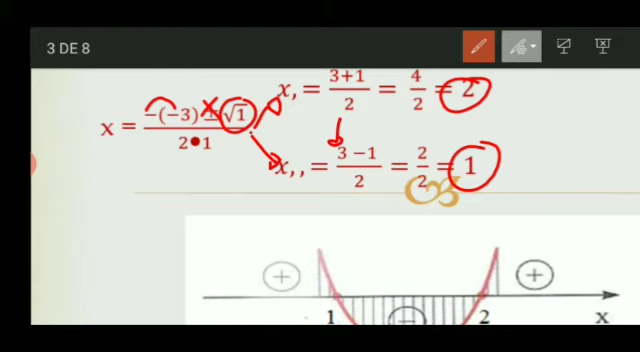 3 DE 8
x = (-(-3) ± √1)/(2•1)
x, = (3+1)/2 = 4/2 = 2
x,, = (3 -1)/2 = 2/2 = 1
+ +
−
1 2 x